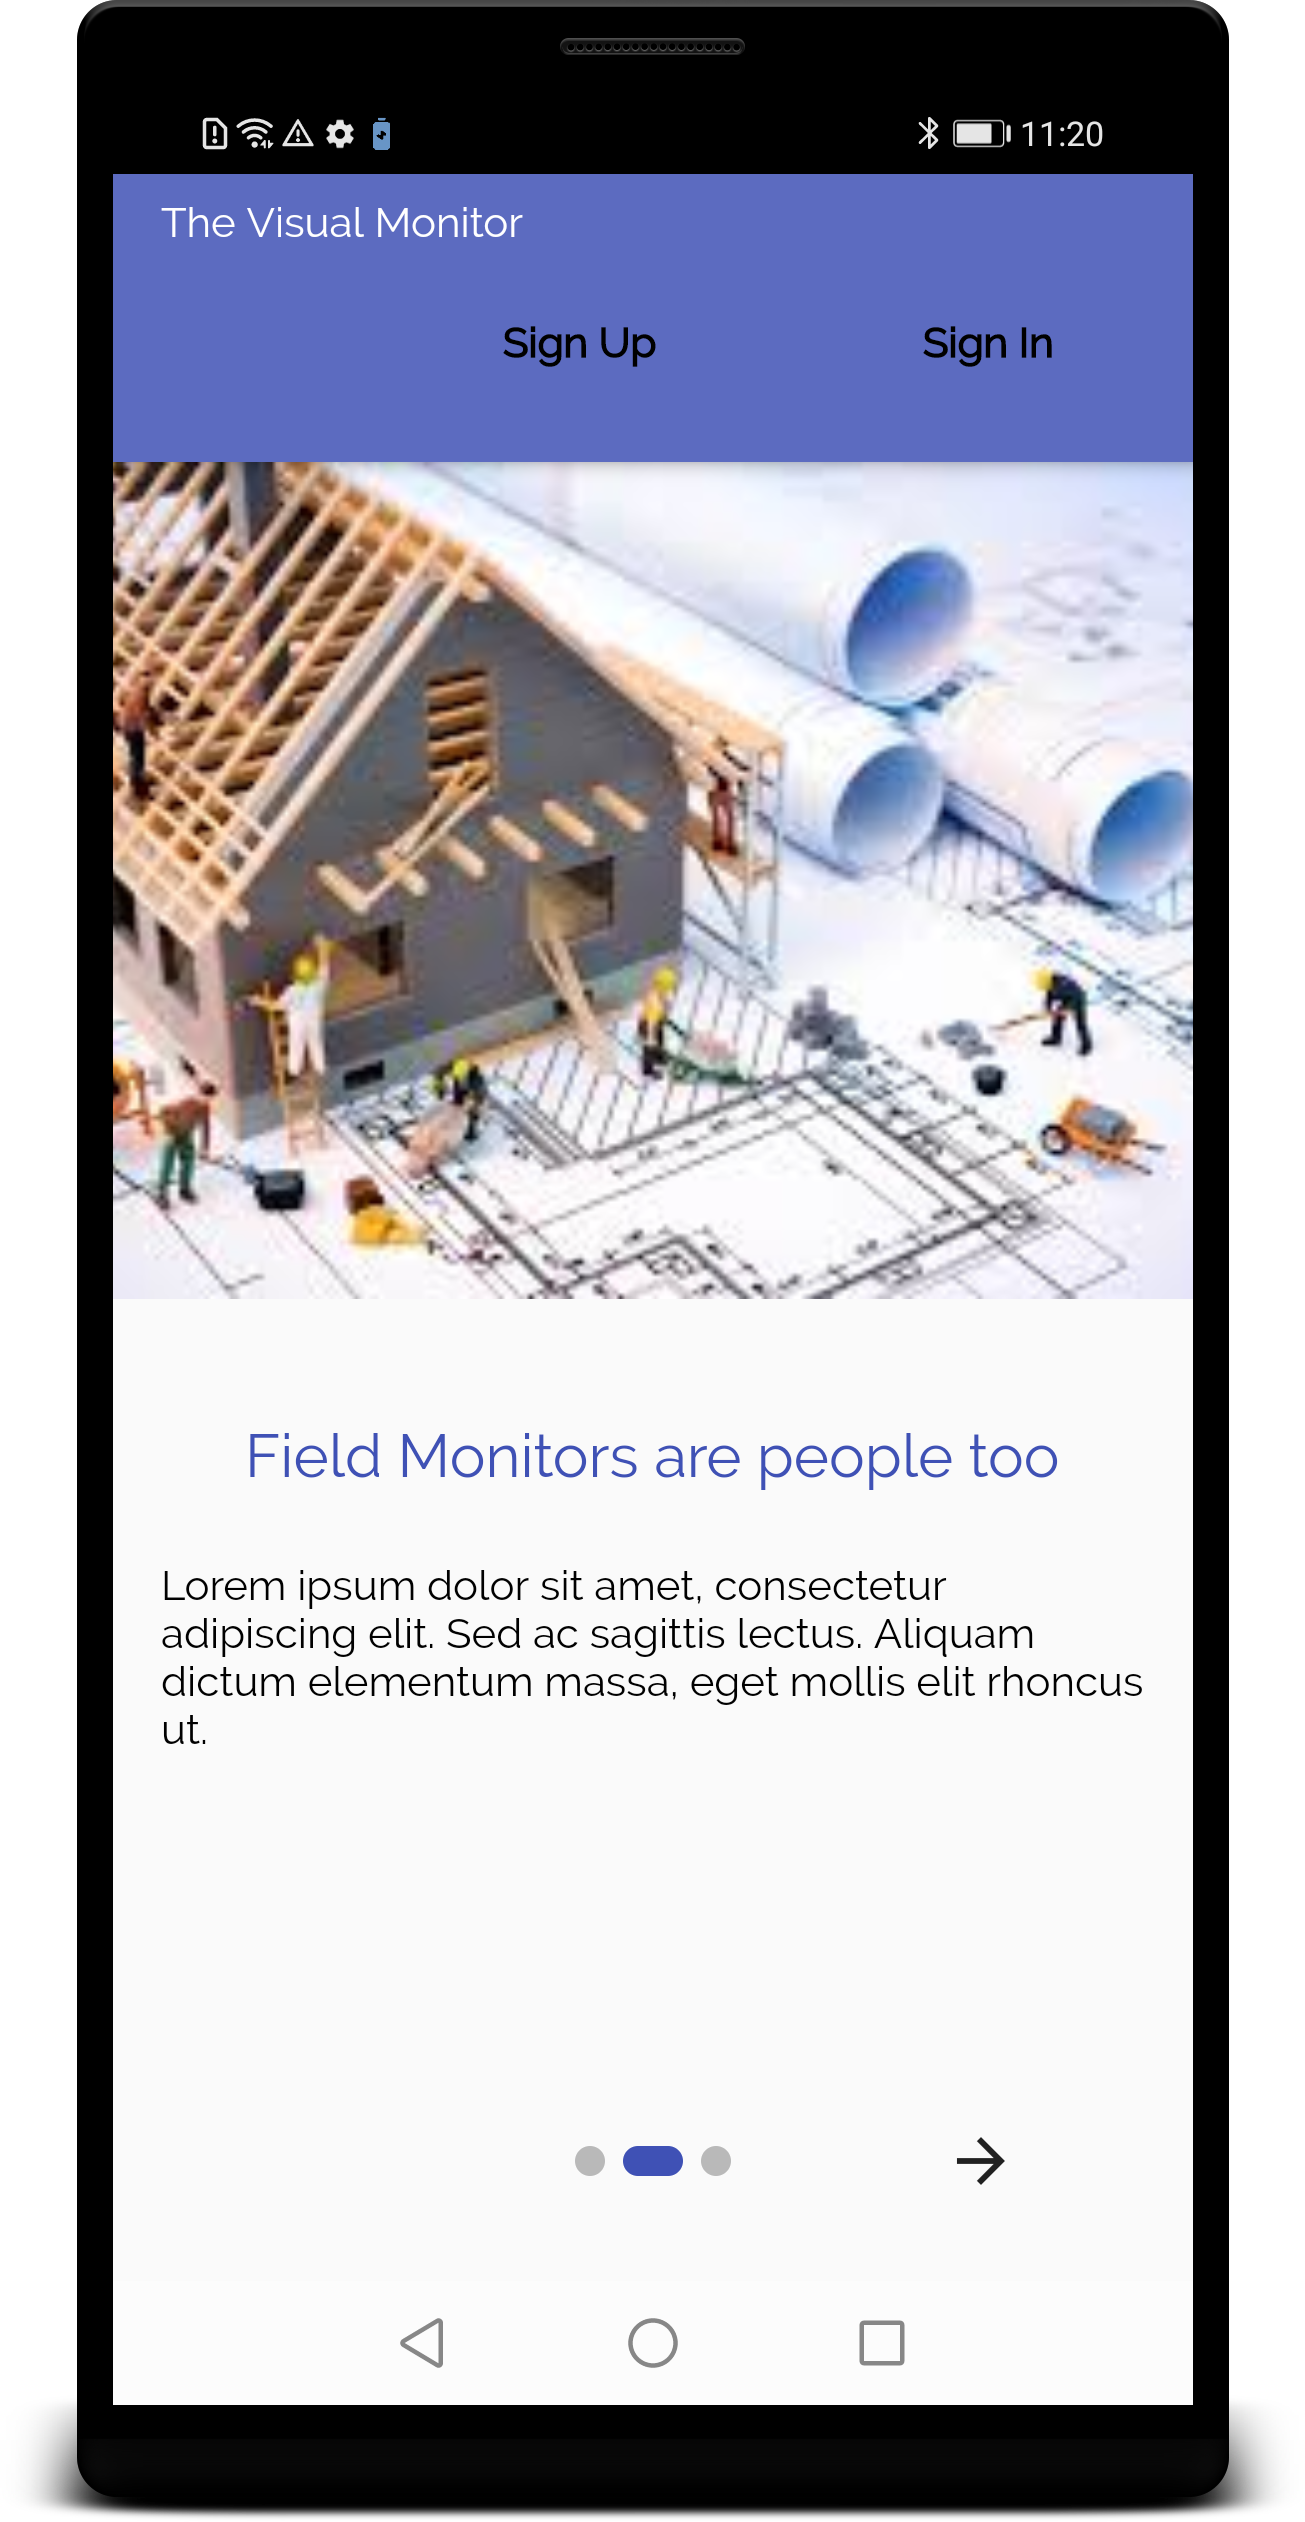 11:20
The Visual Monitor
Sign Up
Sign In
Field Monitors are people too
Lorem ipsum dolor sit amet, consectetur
adipiscing elit. Sed ac sagittis lectus. Aliquam
dictum elementum massa, eget mollis elit rhoncus
ut.